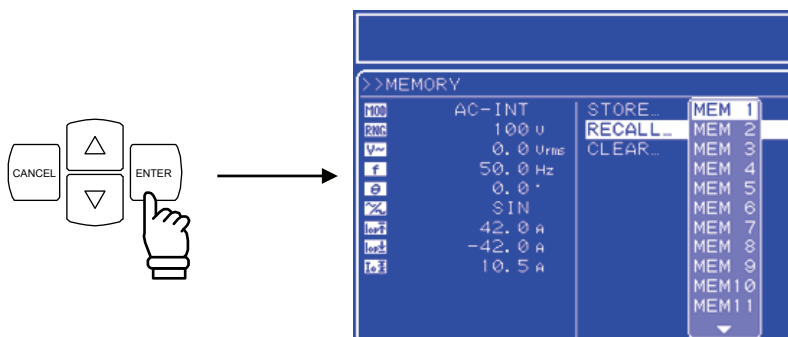 CANCEL
ENTER
>>MEMORY
MOD AC-INT
RNG 100 V
V~ 0.0 Vrms
f 50.0 Hz
θ 0.0 °
SIN
42.0 A
-42.0 A
10.5 A
STORE…
RECALL…
CLEAR…
MEM 1
MEM 2
MEM 3
MEM 4
MEM 5
MEM 6
MEM 7
MEM 8
MEM 9
MEM10
MEM11